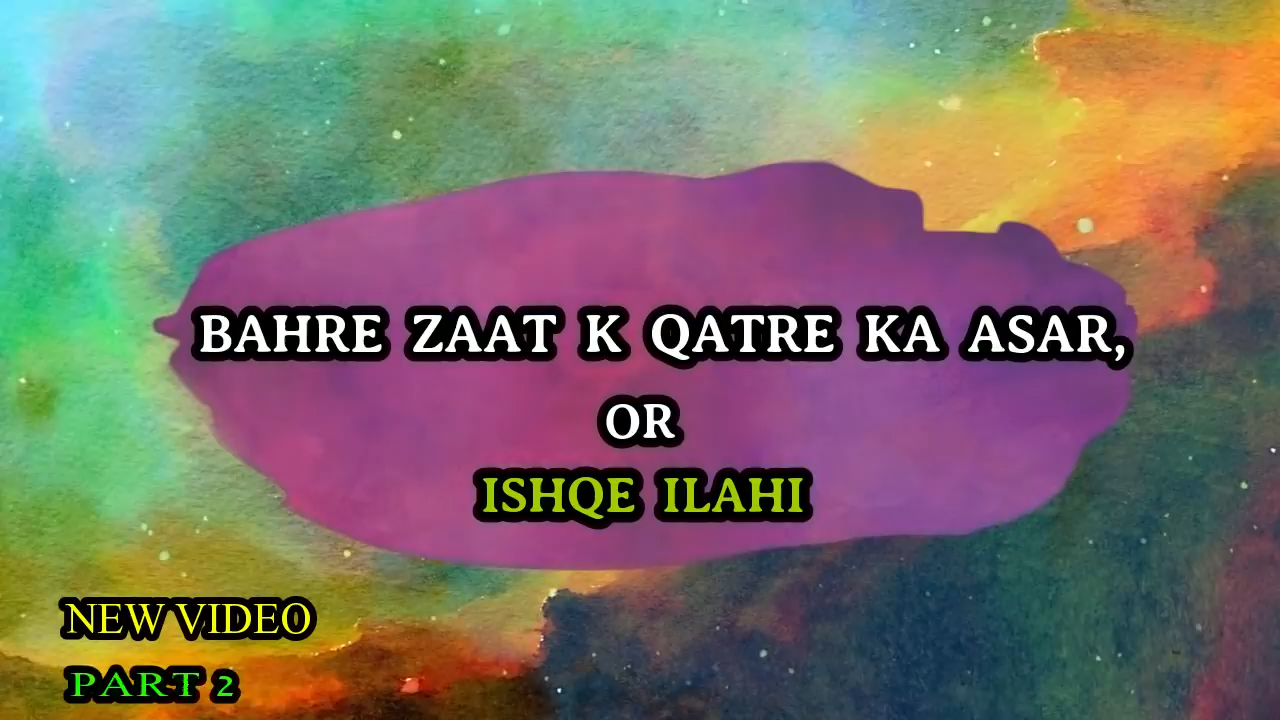 BAHRE ZAAT K QATRE KA ASAR,
OR
ISHQE ILAHI
NEW VIDEO
PART 2